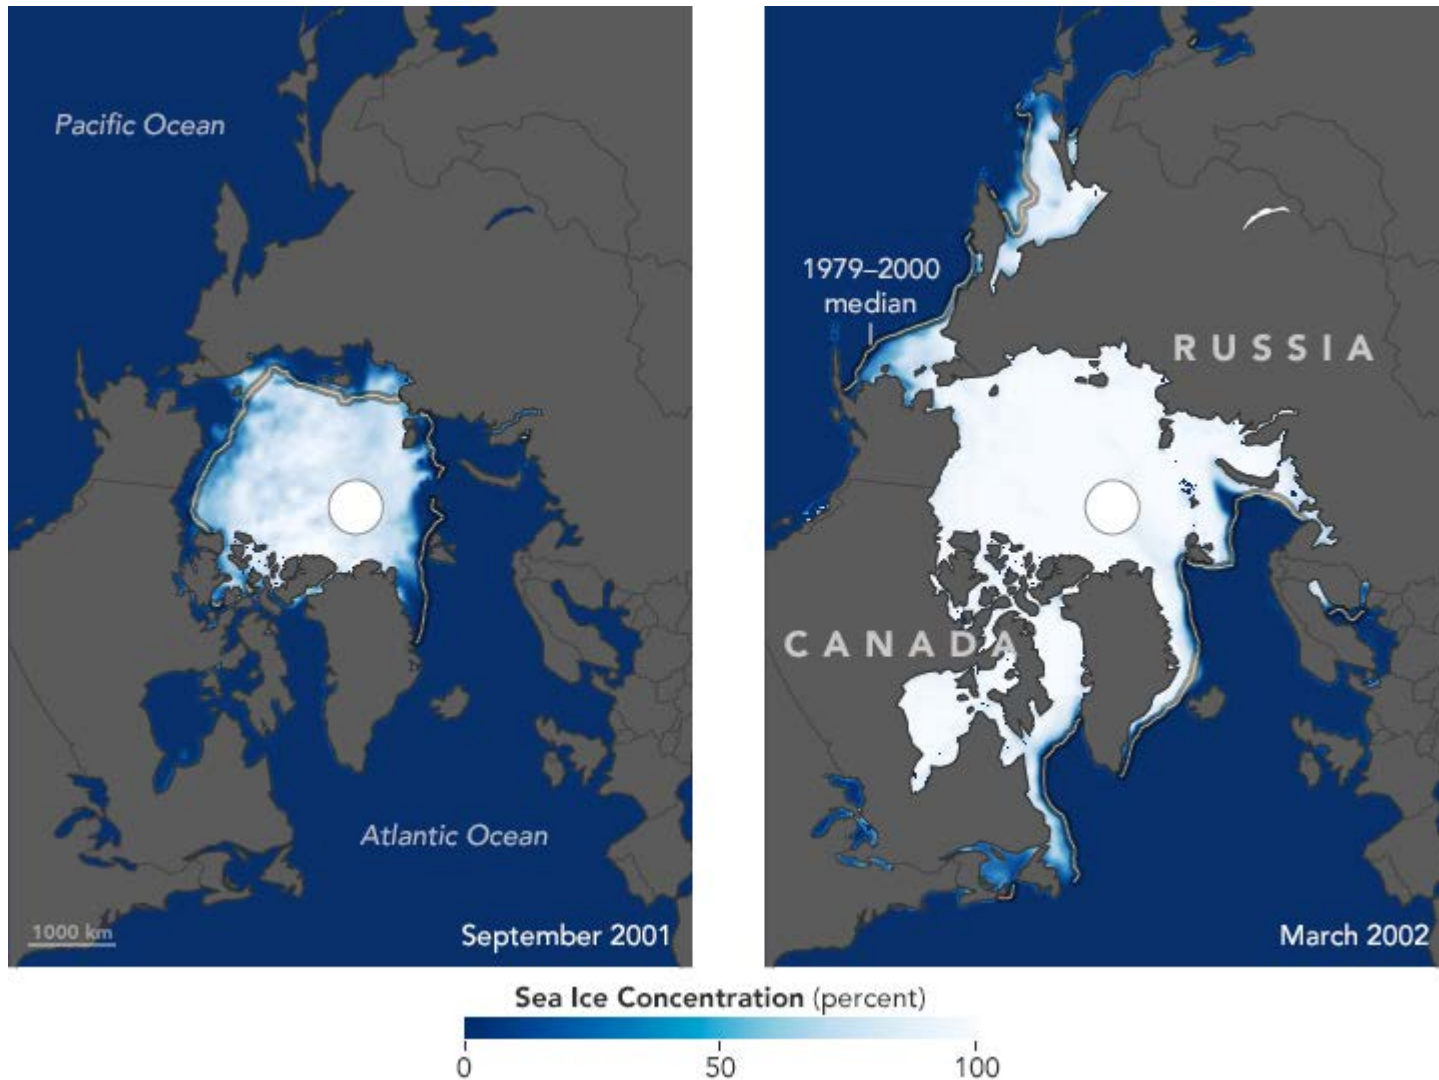 Pacific Ocean
Atlantic Ocean
1000 km
September 2001
1979–2000
median
RUSSIA
CANADA
March 2002
Sea Ice Concentration (percent)
0 50 100